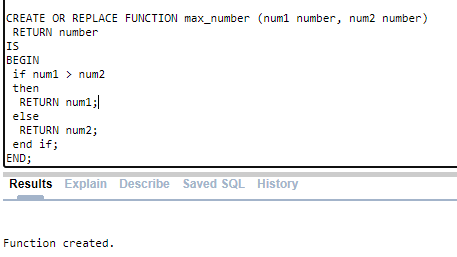 CREATE OR REPLACE FUNCTION max_number (num1 number, num2 number)
RETURN number
IS
BEGIN
if num1 > num2
then
RETURN num1;
else
RETURN num2;
end if;
END;
Results Explain Describe Saved SQL History
Function created.